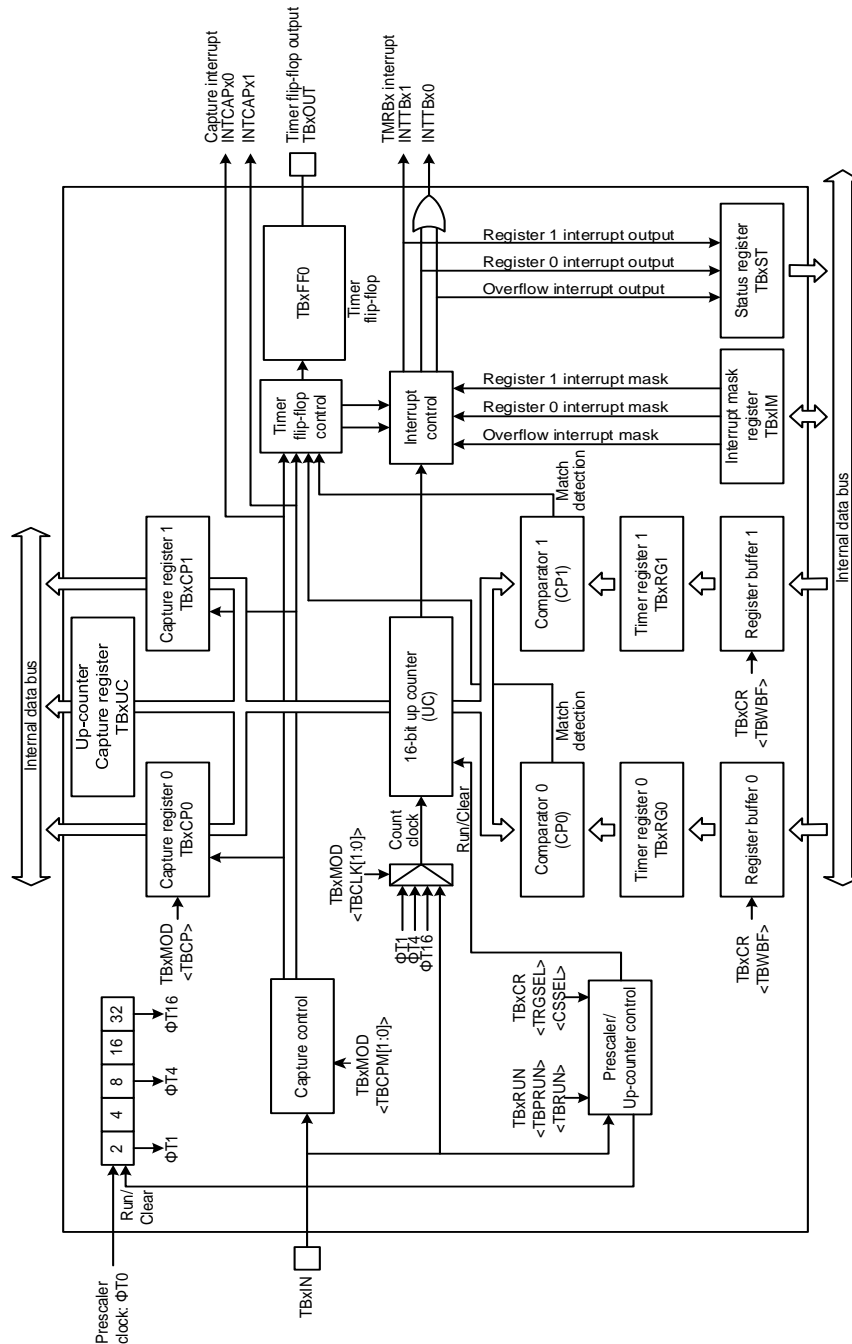 Prescaler
clock: ΦT0
Run/
Clear
2
4
8
16
32
ΦT1
ΦT4
ΦT16
TBxIN
Capture control
TBxMOD
<TBCPM[1:0]>
TBxMOD
<TBCP>
Internal data bus
Capture register 0
TBxCP0
Up-counter
Capture register
TBxUC
Capture register 1
TBxCP1
Capture interrupt
INTCAPx0
INTCAPx1
Timer flip-flop output
TBxOUT
TBxFF0
Timer
flip-flop
Timer
flip-flop
control
TMRBx interrupt
INTTBx1
INTTBx0
Interrupt
control
TBxMOD
<TBCLK[1:0]>
ΦT1
ΦT4
ΦT16
Count
clock
16-bit up counter
(UC)
Run/Clear
TBxRUN
<TBPRUN>
<TBRUN>
TBxCR
<TRGSEL>
<CSSEL>
Prescaler/
Up-counter control
Match
detection
Comparator 0
(CP0)
Timer register 0
TBxRG0
Register buffer 0
TBxCR
<TBWBF>
Match
detection
Comparator 1
(CP1)
Timer register 1
TBxRG1
Register buffer 1
TBxCR
<TBWBF>
Register 1 interrupt mask
Register 0 interrupt mask
Overflow interrupt mask
Interrupt mask
register
TBxIM
Register 1 interrupt output
Register 0 interrupt output
Overflow interrupt output
Status register
TBxST
Internal data bus